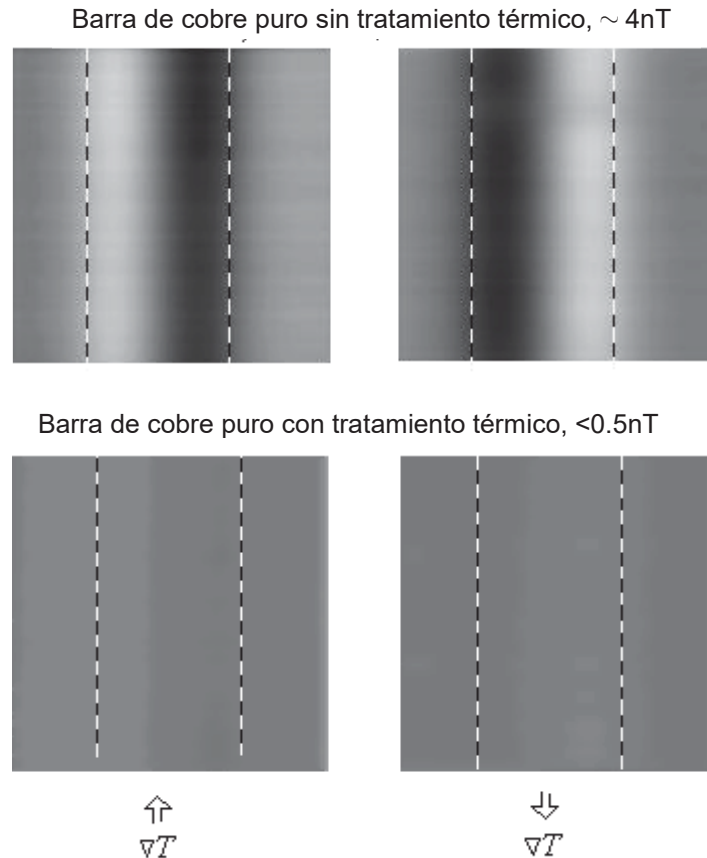 Barra de cobre puro sin tratamiento térmico, ∼ 4nT
Barra de cobre puro con tratamiento térmico, <0.5nT
⇧ ⇩
∇T ∇T